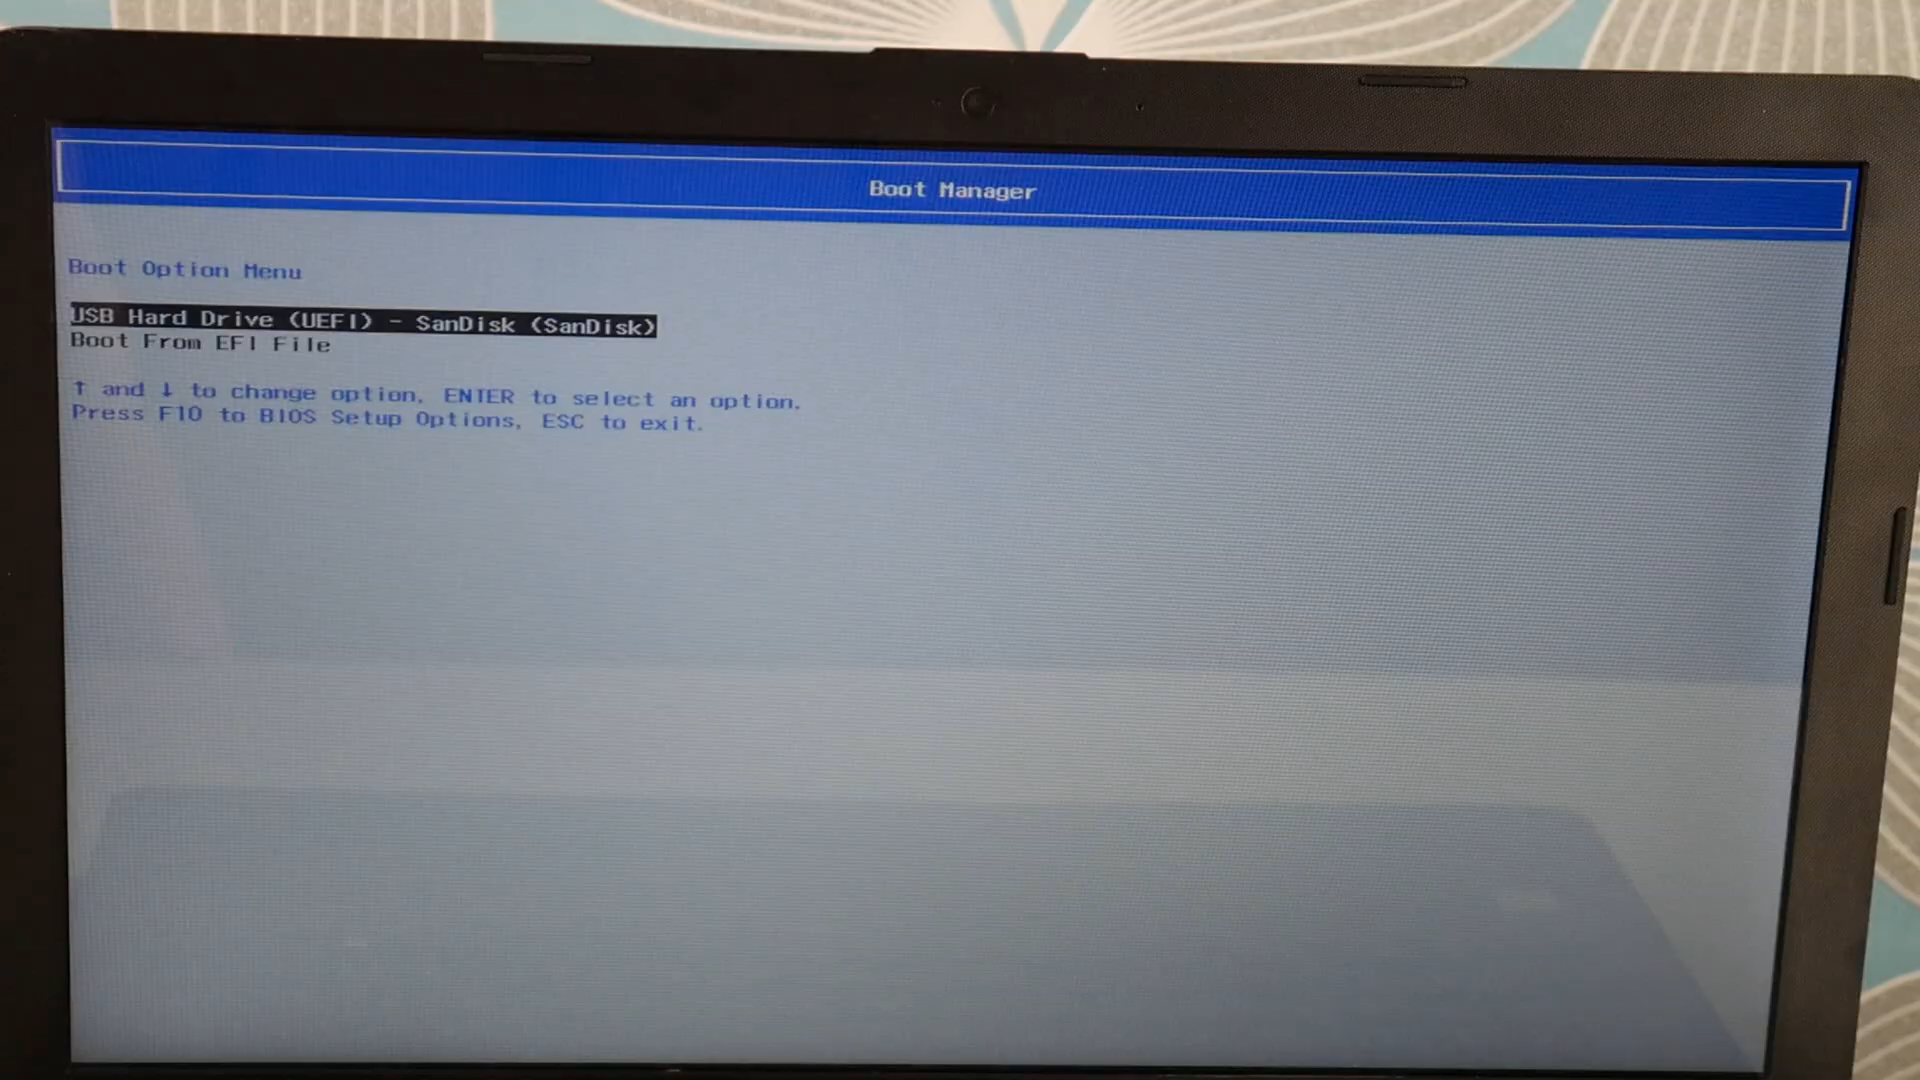 Boot Manager
Boot Option Menu
USB Hard Drive (UEFI) - SanDisk (SanDisk)
Boot From EFI File
↑ and ↓ to change option, ENTER to select an option.
Press F10 to BIOS Setup Options, ESC to exit.